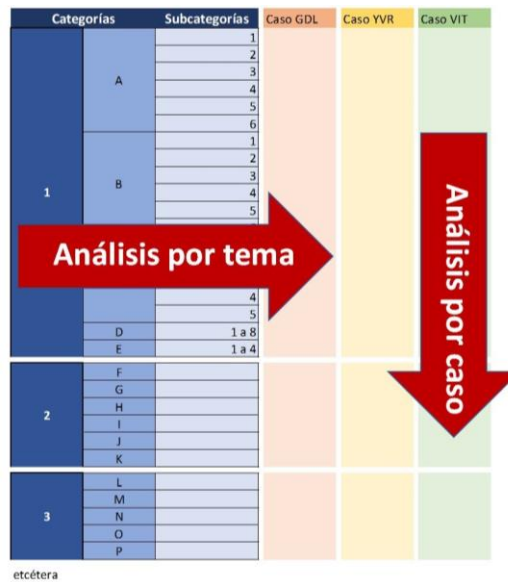 Categorías Subcategorías Caso GDL Caso YVR Caso VIT
1
2
3
A
4
5
6
1
2
3
1 B
4
5
Análisis por tema
Análisis por caso
4
5
D 1 a 8
E 1 a 4
F
G
2 H
I
J
K
L
M
3 N
O
P
etcétera